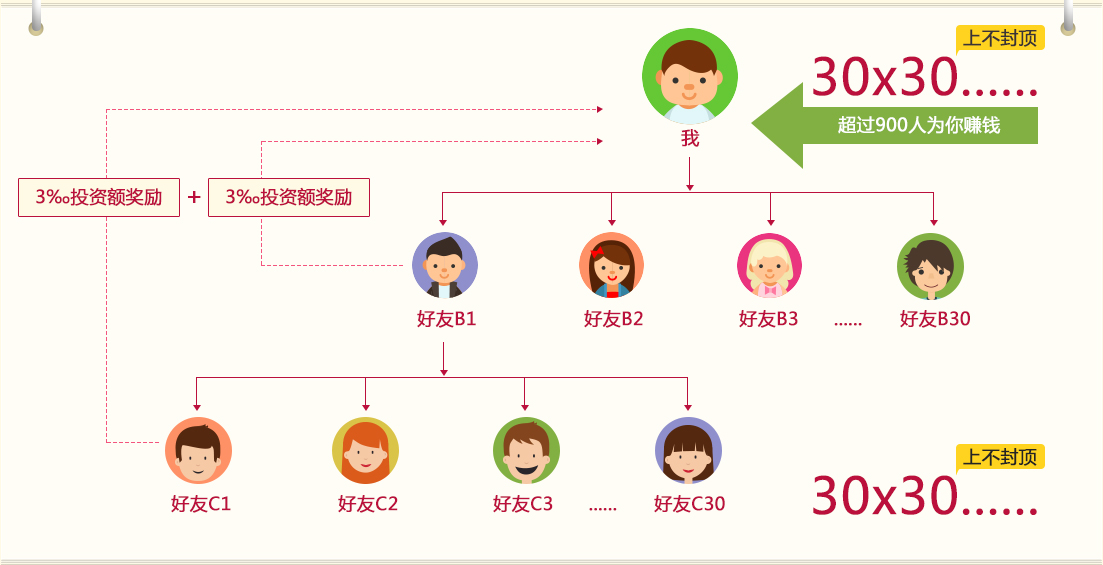 上不封顶
30x30......
超过900人为你赚钱
我
3‰投资额奖励 + 3‰投资额奖励
好友B1 好友B2 好友B3 ...... 好友B30
好友C1 好友C2 好友C3 ...... 好友C30
上不封顶
30x30......